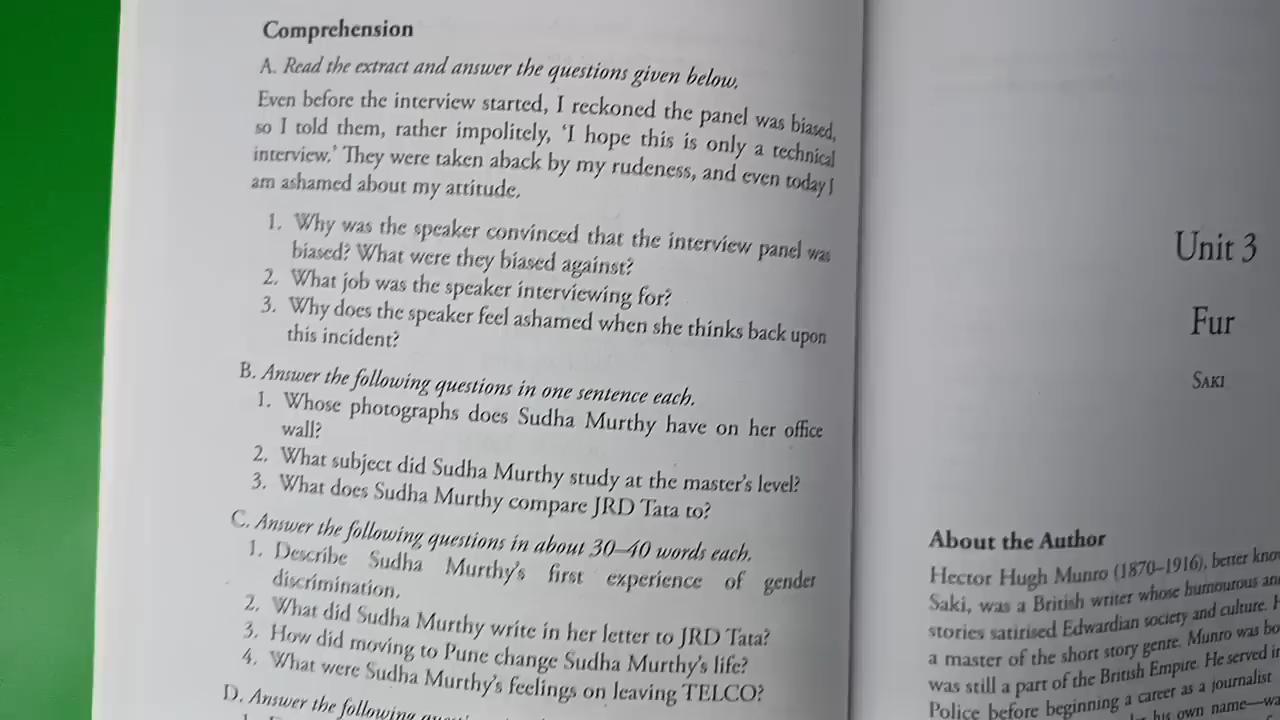 Comprehension
A. Read the extract and answer the questions given below.
Even before the interview started, I reckoned the panel was biased,
so I told them, rather impolitely, ‘I hope this is only a technical
interview.’ They were taken aback by my rudeness, and even today I
am ashamed about my attitude.
1. Why was the speaker convinced that the interview panel was
biased? What were they biased against?
2. What job was the speaker interviewing for?
3. Why does the speaker feel ashamed when she thinks back upon
this incident?
B. Answer the following questions in one sentence each.
1. Whose photographs does Sudha Murthy have on her office
wall?
2. What subject did Sudha Murthy study at the master’s level?
3. What does Sudha Murthy compare JRD Tata to?
C. Answer the following questions in about 30–40 words each.
1. Describe Sudha Murthy’s first experience of gender
discrimination.
2. What did Sudha Murthy write in her letter to JRD Tata?
3. How did moving to Pune change Sudha Murthy’s life?
4. What were Sudha Murthy’s feelings on leaving TELCO?
D. Answer the following
Unit 3
Fur
SAKI
About the Author
Hector Hugh Munro (1870–1916), better
Saki, was a British writer whose humourous
stories satirised Edwardian society and culture.
a master of the short story genre. Munro was
was still a part of the British Empire. He served
Police before beginning a career as a journalist
his own name—